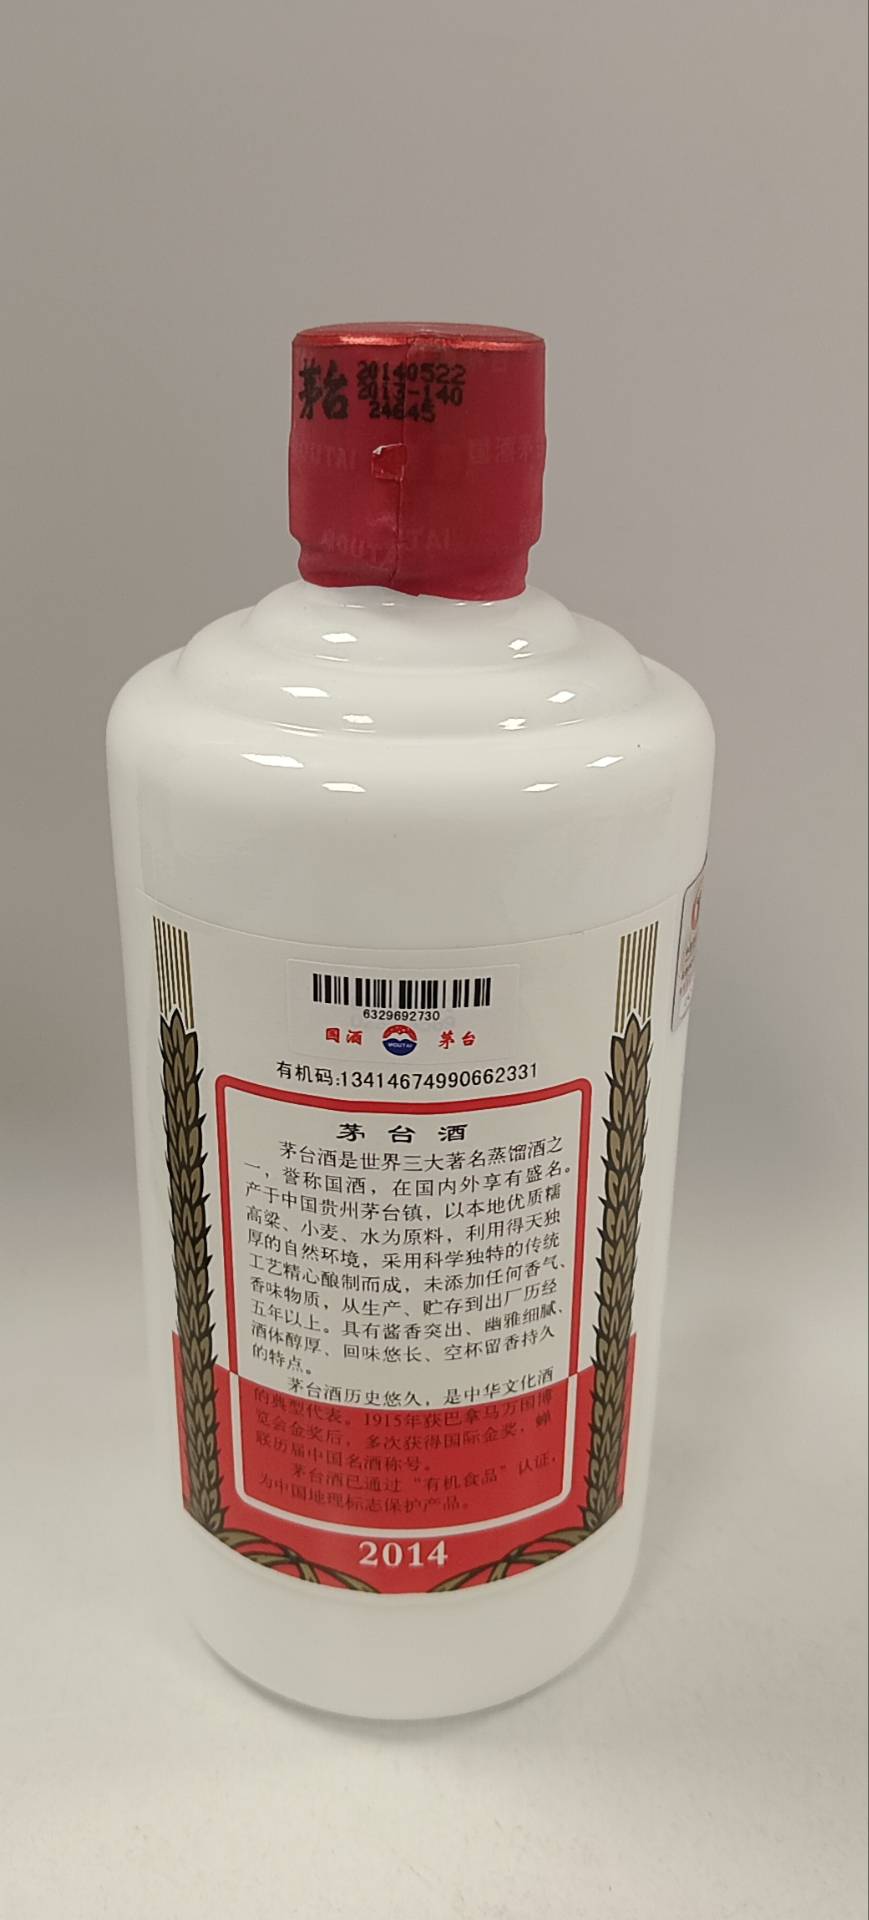 茅台
20140522
2013-140
24645
6329692730
国酒
MOUTAI
茅台
有机码:13414674990662331
茅台酒
茅台酒是世界三大著名蒸馏酒之
一，誉称国酒，在国内外享有盛名。
产于中国贵州茅台镇，以本地优质糯
高粱、小麦、水为原料，利用得天独
厚的自然环境，采用科学独特的传统
工艺精心酿制而成，未添加任何香气、
香味物质，从生产、贮存到出厂历经
五年以上。具有酱香突出、幽雅细腻、
酒体醇厚、回味悠长、空杯留香持久
的特点。
茅台酒历史悠久，是中华文化酒
的典型代表。1915年获巴拿马万国博
览会金奖后，多次获得国际金奖，蝉
联历届中国名酒称号。
茅台酒已通过“有机食品”认证，
为中国地理标志保护产品。
2014